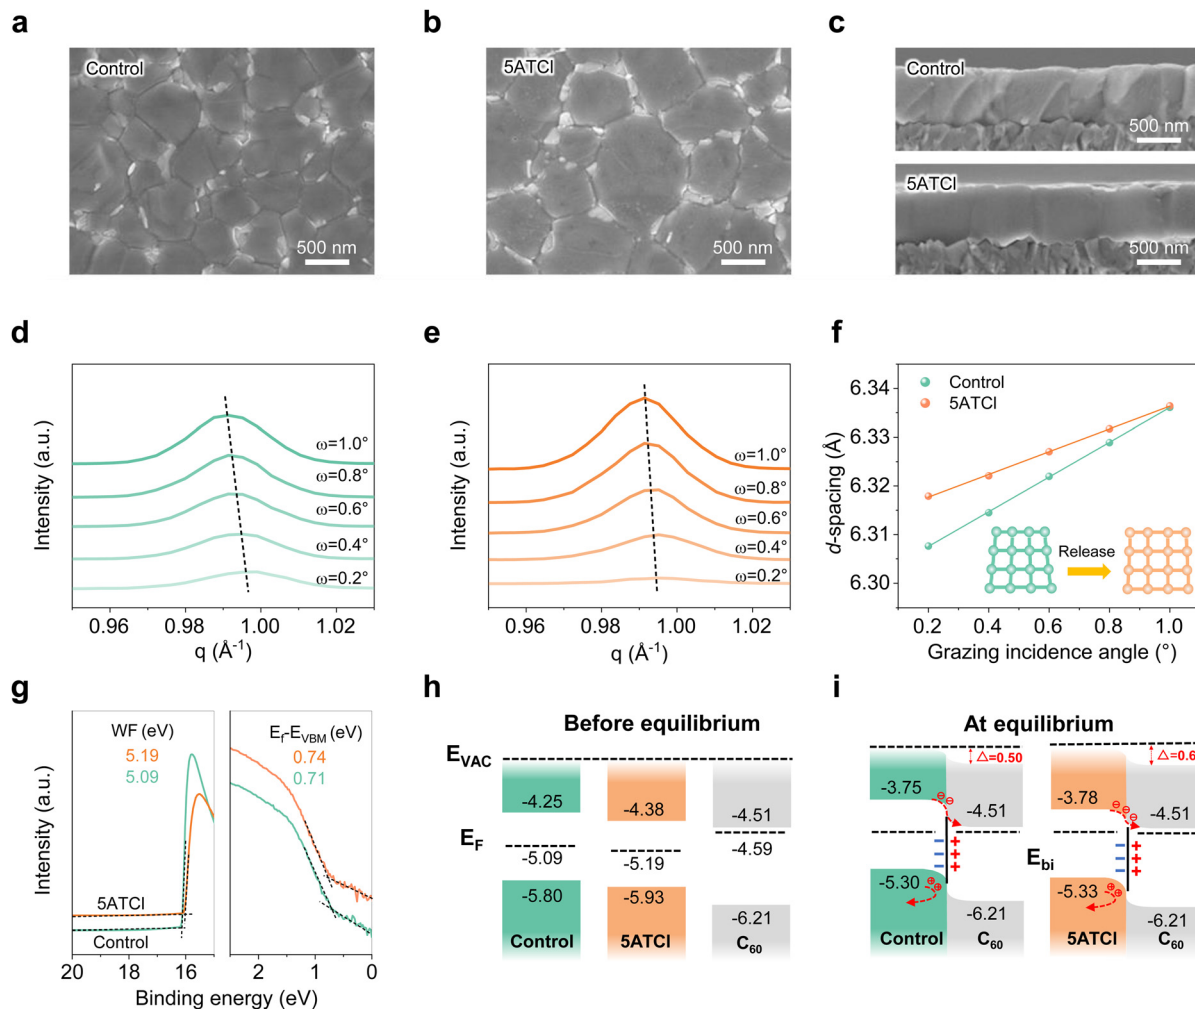 a
b
c
Control
500 nm
5ATCl
500 nm
Control
500 nm
5ATCl
500 nm
d
e
f
Intensity (a.u.)
ω=1.0°
ω=0.8°
ω=0.6°
ω=0.4°
ω=0.2°
0.96 0.98 1.00 1.02
q (Å⁻¹)
Intensity (a.u.)
ω=1.0°
ω=0.8°
ω=0.6°
ω=0.4°
ω=0.2°
0.96 0.98 1.00 1.02
q (Å⁻¹)
d-spacing (Å)
6.34
6.33
6.32
6.31
6.30
Control
5ATCl
Release
0.2 0.4 0.6 0.8 1.0
Grazing incidence angle (°)
g
h
i
Intensity (a.u.)
WF (eV)
5.19
5.09
5ATCl
Control
20 16
E_f-E_VBM (eV)
0.74
0.71
2 1 0
Binding energy (eV)
Before equilibrium
E_VAC
-4.25
-4.38
-4.51
E_F
-5.09
-5.19
-4.59
-5.80
-5.93
-6.21
Control
5ATCl
C₆₀
At equilibrium
Δ=0.50
-3.75
-4.51
E_bi
-5.30
-6.21
Control
C₆₀
Δ=0.6
-3.78
-4.51
-5.33
-6.21
5ATCl
C₆₀